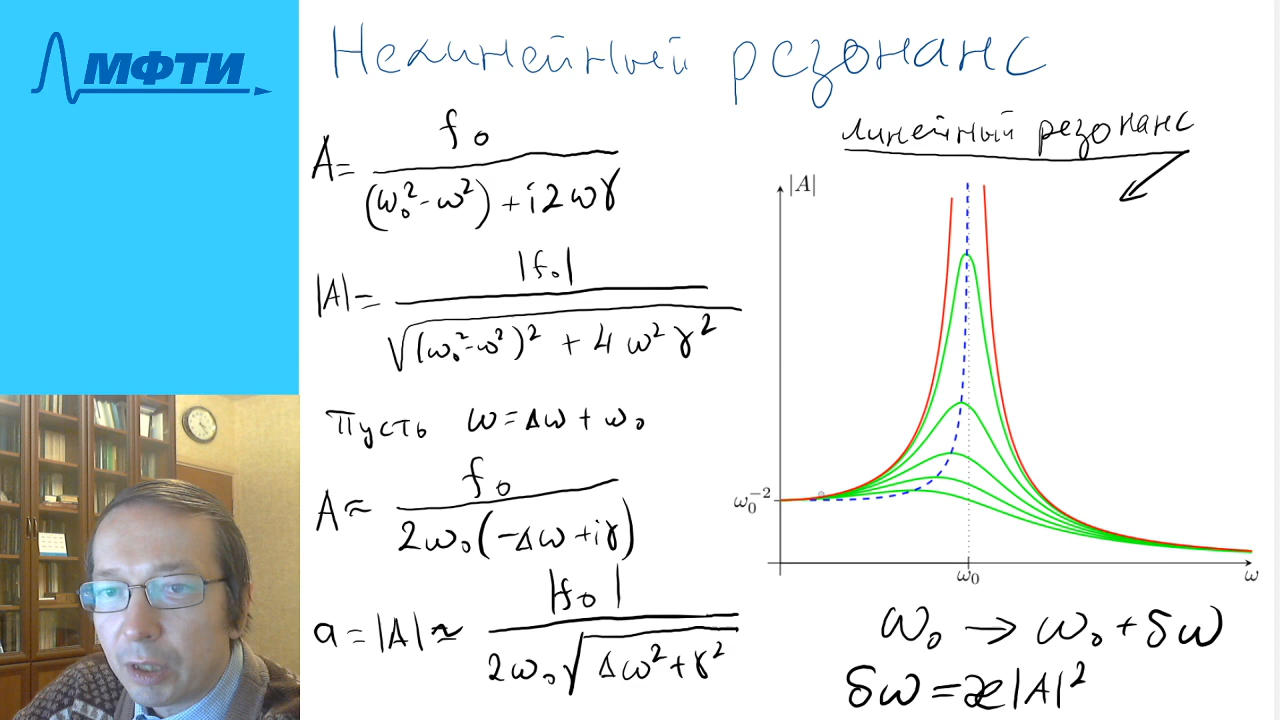 МФТИ
Нелинейный резонанс
A = f₀ / ((ω₀² - ω²) + i2ωγ)
|A| = |f₀| / √((ω₀² - ω²)² + 4ω²γ²)
Пусть ω = Δω + ω₀
A ≈ f₀ / (2ω₀(-Δω + iγ))
a = |A| ≈ |f₀| / (2ω₀√(Δω² + γ²))
линейный резонанс
|A|
ω₀⁻²
ω₀
ω
ω₀ → ω₀ + δω
δω = æ|A|²